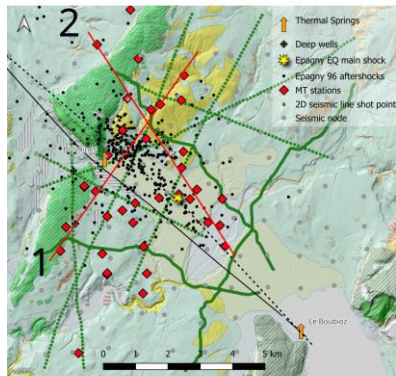 2
Thermal Springs
Deep wells
Epagny EQ main shock
Epagny 96 aftershocks
MT stations
2D seismic line shot point
Seismic node
1
Le Boubioz
0 1 2 3 4 5 km